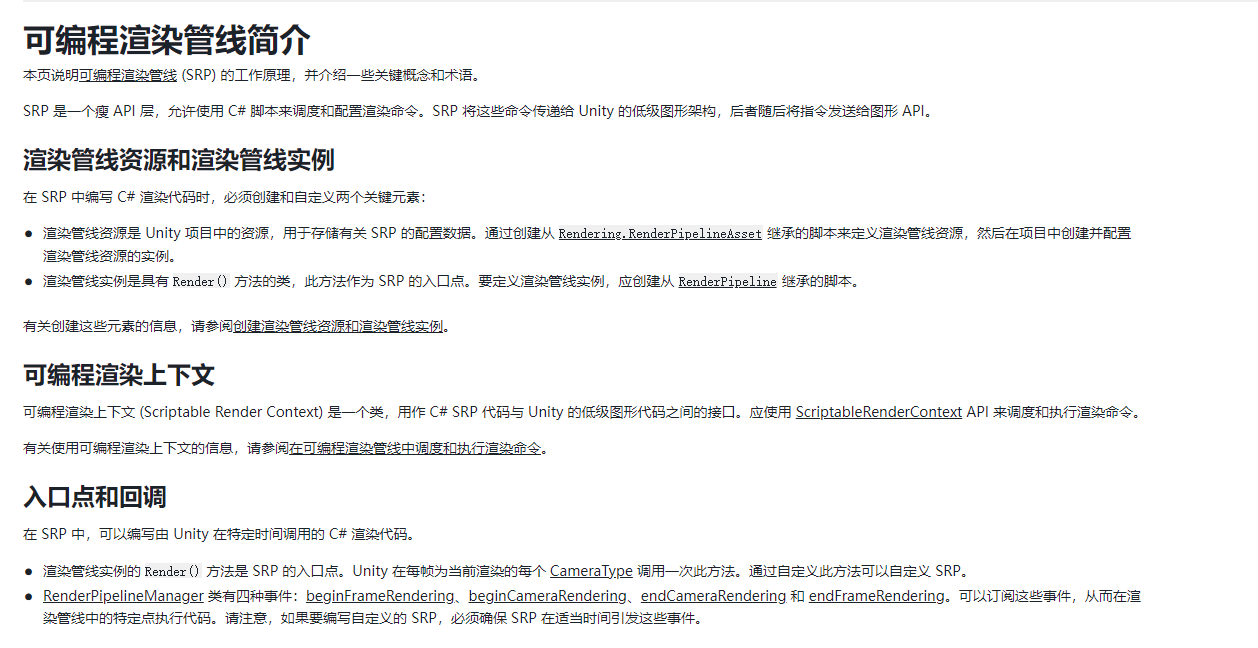 可编程渲染管线简介
本页说明可编程渲染管线 (SRP) 的工作原理，并介绍一些关键概念和术语。
SRP 是一个瘦 API 层，允许使用 C# 脚本来调度和配置渲染命令。SRP 将这些命令传递给 Unity 的低级图形架构，后者随后将指令发送给图形 API。
渲染管线资源和渲染管线实例
在 SRP 中编写 C# 渲染代码时，必须创建和自定义两个关键元素：
● 渲染管线资源是 Unity 项目中的资源，用于存储有关 SRP 的配置数据。通过创建从 Rendering.RenderPipelineAsset 继承的脚本来定义渲染管线资源，然后在项目中创建并配置
渲染管线资源的实例。
● 渲染管线实例是具有 Render() 方法的类，此方法作为 SRP 的入口点。要定义渲染管线实例，应创建从 RenderPipeline 继承的脚本。
有关创建这些元素的信息，请参阅创建渲染管线资源和渲染管线实例。
可编程渲染上下文
可编程渲染上下文 (Scriptable Render Context) 是一个类，用作 C# SRP 代码与 Unity 的低级图形代码之间的接口。应使用 ScriptableRenderContext API 来调度和执行渲染命令。
有关使用可编程渲染上下文的信息，请参阅在可编程渲染管线中调度和执行渲染命令。
入口点和回调
在 SRP 中，可以编写由 Unity 在特定时间调用的 C# 渲染代码。
● 渲染管线实例的 Render() 方法是 SRP 的入口点。Unity 在每帧为当前渲染的每个 CameraType 调用一次此方法。通过自定义此方法可以自定义 SRP。
● RenderPipelineManager 类有四种事件：beginFrameRendering、beginCameraRendering、endCameraRendering 和 endFrameRendering。可以订阅这些事件，从而在渲
染管线中的特定点执行代码。请注意，如果要编写自定义的 SRP，必须确保 SRP 在适当时间引发这些事件。